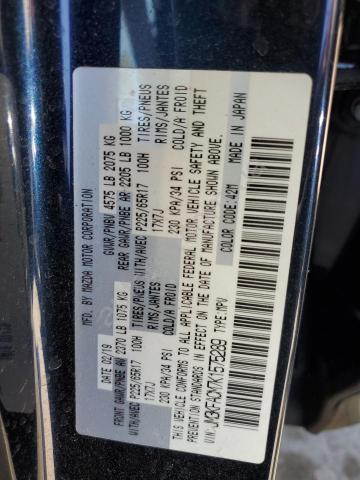 MFD. BY MAZDA MOTOR CORPORATION
DATE: 02/19 GVWR/PNBV 4575 LB 2075 KG
FRONT GAWR/PNBE AV 2370 LB 1075 KG REAR GAWR/PNBE AR 2205 LB 1000 KG
WITH/AVEC P225/65R17 100H TIRES/PNEUS WITH/AVEC P225/65R17 100H TIRES/PNEUS
17X7J RIMS/JANTES 17X7J RIMS/JANTES
230 KPA/34 PSI COLD/A FROID 230 KPA/34 PSI COLD/A FROID
THIS VEHICLE CONFORMS TO ALL APPLICABLE FEDERAL MOTOR VEHICLE SAFETY AND THEFT
PREVENTION STANDARDS IN EFFECT ON THE DATE OF MANUFACTURE SHOWN ABOVE.
VIN: TYPE: MPV COLOR CODE: 42M MADE IN JAPAN